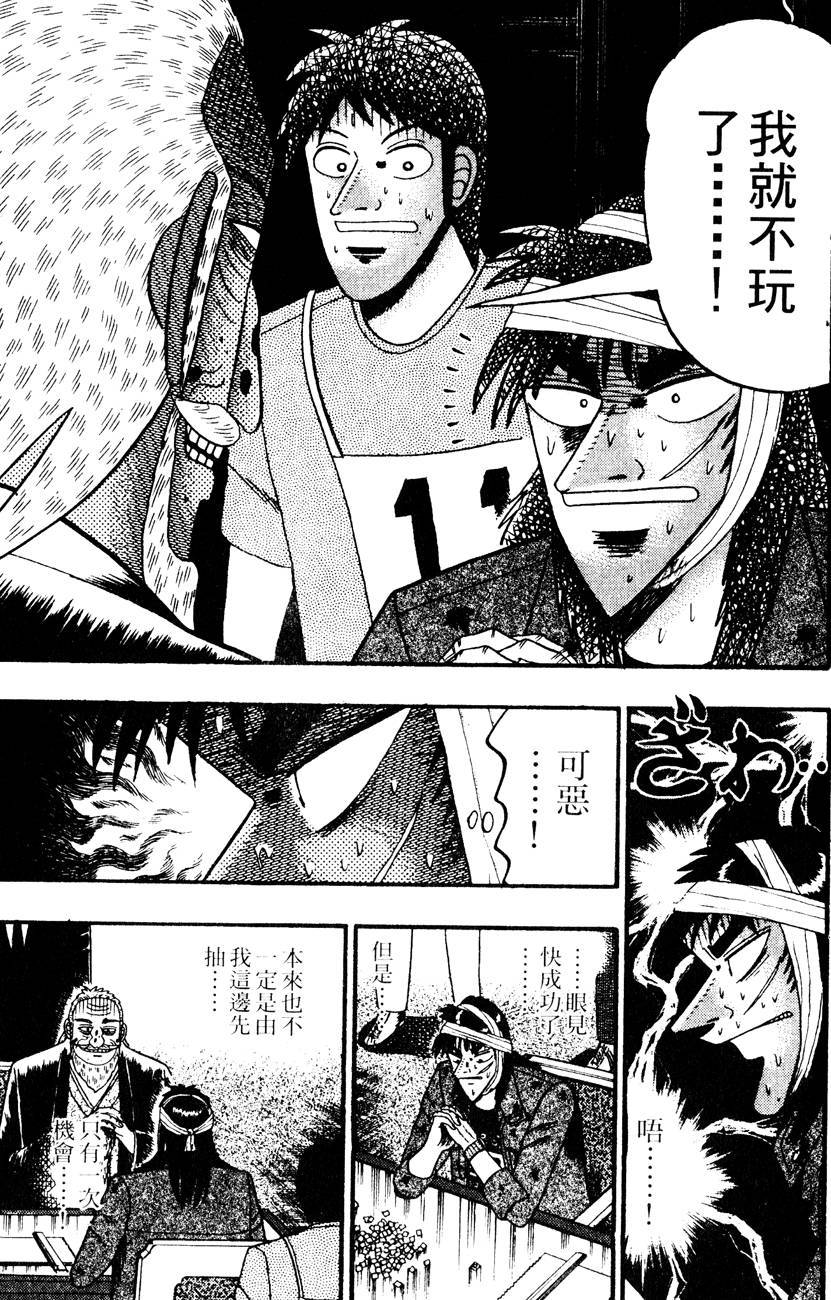 我就不玩
了……！
ざわ‥
唔……！
可惡
……！
……眼見
快成功了
但是…
本來也不
一定是由
我這邊先
抽……
只有一次
機會……！
11